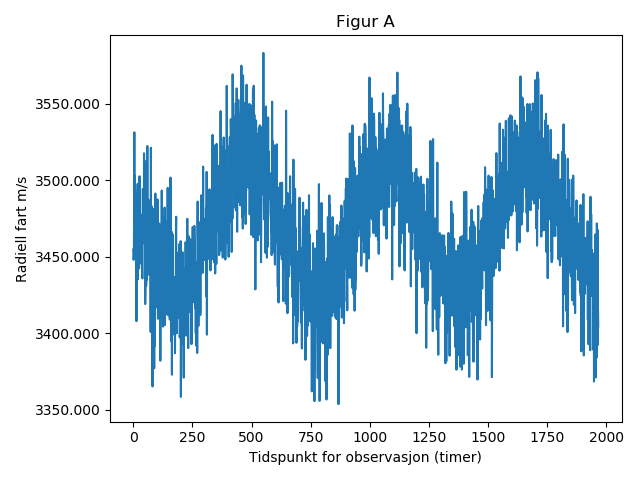 Figur A
Radiell fart m/s
3550.000
3500.000
3450.000
3400.000
3350.000
0 250 500 750 1000 1250 1500 1750 2000
Tidspunkt for observasjon (timer)